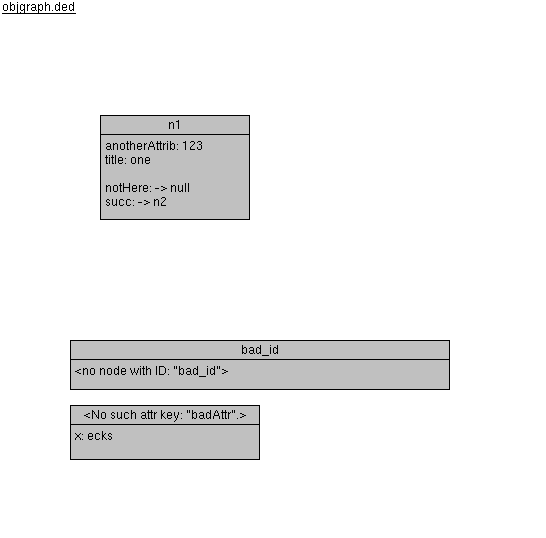 objgraph.ded
n1
anotherAttrib: 123
title: one
notHere: -> null
succ: -> n2
bad_id
<no node with ID: "bad_id">
<No such attr key: "badAttr".>
x: ecks